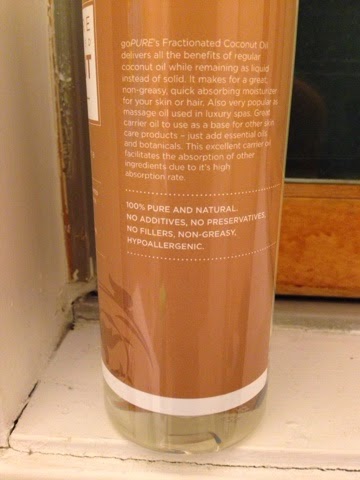 goPURE's Fractionated Coconut Oil
delivers all the benefits of regular
coconut oil while remaining as liquid
instead of solid. It makes for a great,
non-greasy, quick absorbing moisturizer
for your skin or hair. Also very popular as
massage oil used in luxury spas. Great
carrier oil to use as a base for other skin
care products – just add essential oils
and botanicals. This excellent carrier oil
facilitates the absorption of other
ingredients due to it's high
absorption rate.
100% PURE AND NATURAL.
NO ADDITIVES, NO PRESERVATIVES,
NO FILLERS, NON-GREASY,
HYPOALLERGENIC.